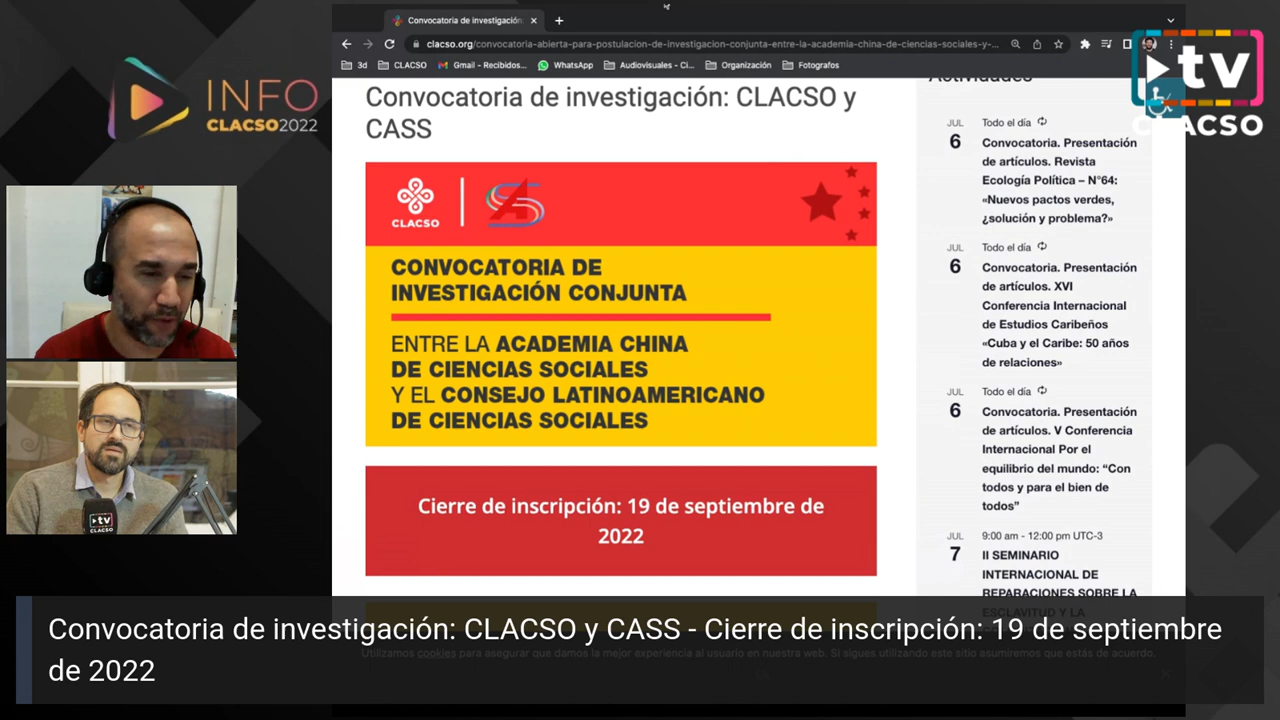 Convocatoria de investigación:
clacso.org/convocatoria-abierta-para-postulacion-de-investigacion-conjunta-entre-la-academia-china-de-ciencias-sociales-y-...
3d
CLACSO
Gmail - Recibidos...
WhatsApp
Audiovisuales - Ci...
Organización
Fotografos
INFO
CLACSO2022
tv
CLACSO
Convocatoria de investigación: CLACSO y
CASS
CLACSO
CONVOCATORIA DE
INVESTIGACIÓN CONJUNTA
ENTRE LA ACADEMIA CHINA
DE CIENCIAS SOCIALES
Y EL CONSEJO LATINOAMERICANO
DE CIENCIAS SOCIALES
Cierre de inscripción: 19 de septiembre de
2022
Actividades
JUL
6
Todo el día
Convocatoria. Presentación
de artículos. Revista
Ecología Política – N°64:
«Nuevos pactos verdes,
¿solución y problema?»
JUL
6
Todo el día
Convocatoria. Presentación
de artículos. XVI
Conferencia Internacional
de Estudios Caribeños
«Cuba y el Caribe: 50 años
de relaciones»
JUL
6
Todo el día
Convocatoria. Presentación
de artículos. V Conferencia
Internacional Por el
equilibrio del mundo: “Con
todos y para el bien de
todos”
JUL
7
9:00 am - 12:00 pm UTC-3
II SEMINARIO
INTERNACIONAL DE
REPARACIONES SOBRE LA
ESCLAVITUD Y LA
tv
CLACSO
Convocatoria de investigación: CLACSO y CASS - Cierre de inscripción: 19 de septiembre
de 2022
Utilizamos cookies para asegurar que damos la mejor experiencia al usuario en nuestra web. Si sigues utilizando este sitio asumiremos que estás de acuerdo.